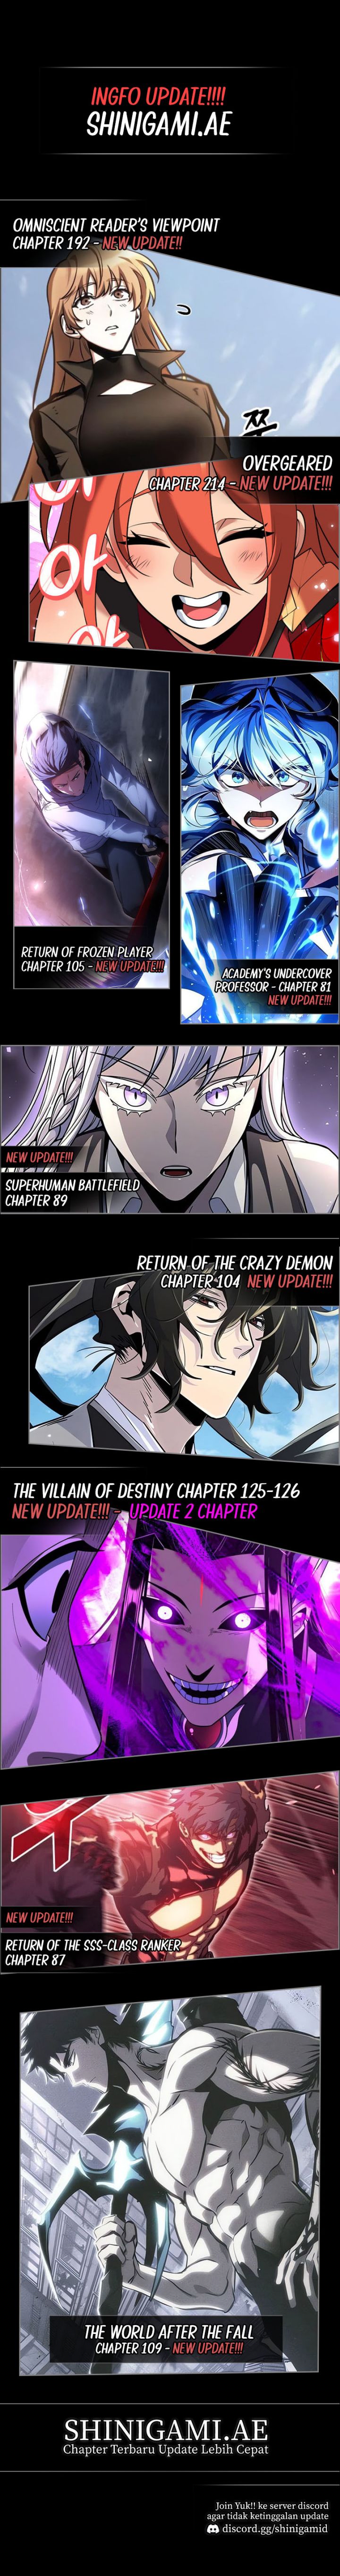 INGFO UPDATE!!!!
SHINIGAMI.AE
OMNISCIENT READER'S VIEWPOINT
CHAPTER 192 - NEW UPDATE!!
OVERGEARED
CHAPTER 214 - NEW UPDATE!!!
야
RETURN OF FROZEN PLAYER
CHAPTER 105 - NEW UPDATE!!!
ACADEMY'S UNDERCOVER
PROFESSOR - CHAPTER 81
NEW UPDATE!!!
NEW UPDATE!!!
SUPERHUMAN BATTLEFIELD
CHAPTER 89
RETURN OF THE CRAZY DEMON
CHAPTER 104 NEW UPDATE!!!
THE VILLAIN OF DESTINY CHAPTER 125-126
NEW UPDATE!!! - UPDATE 2 CHAPTER
NEW UPDATE!!!
RETURN OF THE SSS-CLASS RANKER
CHAPTER 87
THE WORLD AFTER THE FALL
CHAPTER 109 - NEW UPDATE!!!
SHINIGAMI.AE
Chapter Terbaru Update Lebih Cepat
Join Yuk!! ke server discord
agar tidak ketinggalan update
discord.gg/shinigamid